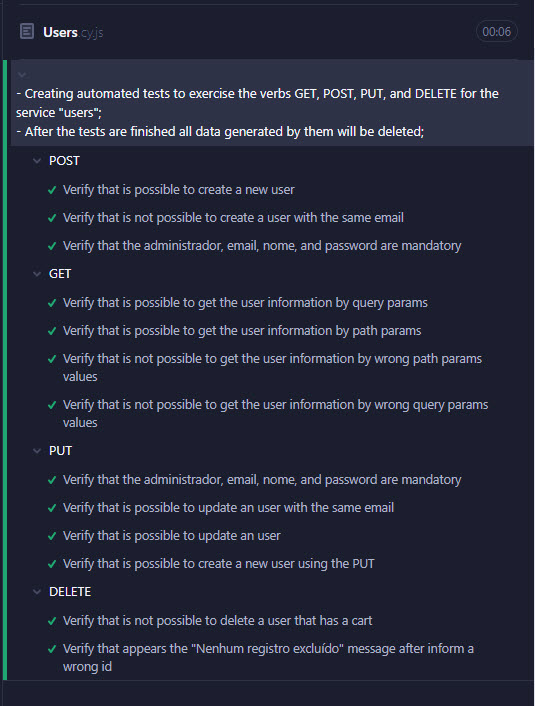 Users.cy.js
00:06
- Creating automated tests to exercise the verbs GET, POST, PUT, and DELETE for the
service "users";
- After the tests are finished all data generated by them will be deleted;
POST
Verify that is possible to create a new user
Verify that is not possible to create a user with the same email
Verify that the administrador, email, nome, and password are mandatory
GET
Verify that is possible to get the user information by query params
Verify that is possible to get the user information by path params
Verify that is not possible to get the user information by wrong path params
values
Verify that is not possible to get the user information by wrong query params
values
PUT
Verify that the administrador, email, nome, and password are mandatory
Verify that is possible to update an user with the same email
Verify that is possible to update an user
Verify that is possible to create a new user using the PUT
DELETE
Verify that is not possible to delete a user that has a cart
Verify that appears the "Nenhum registro excluído" message after inform a
wrong id